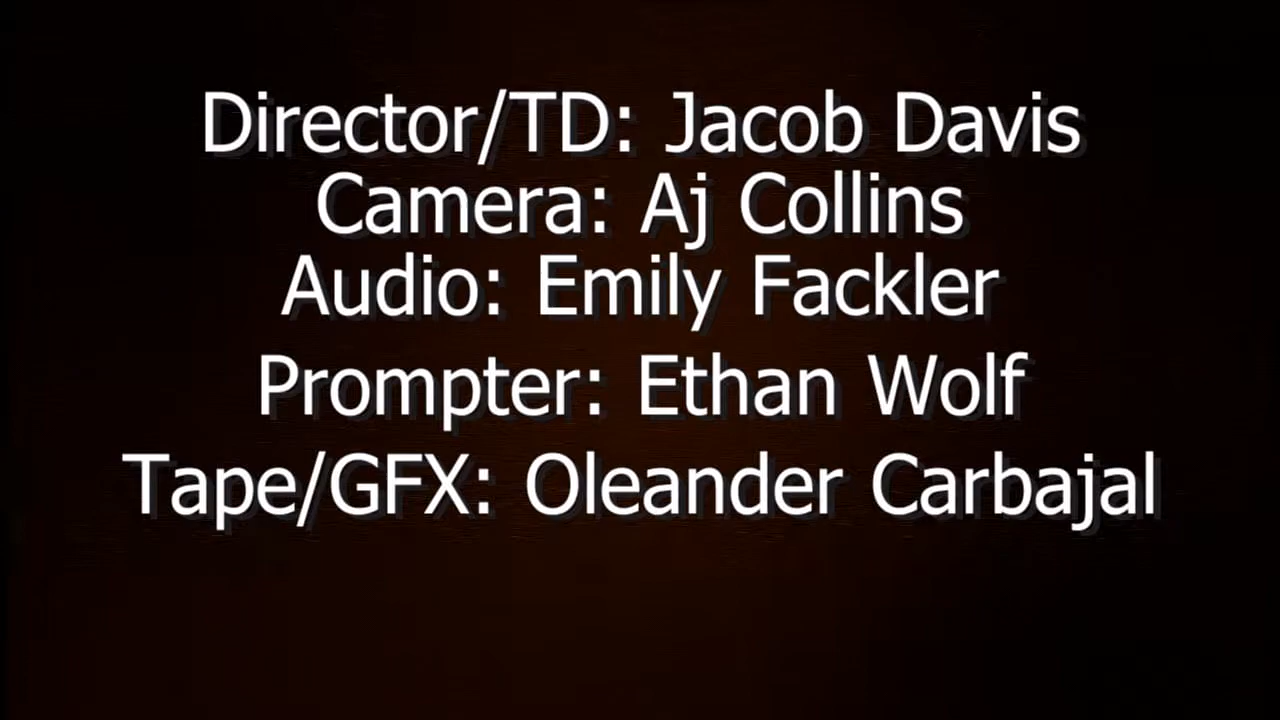 Director/TD: Jacob Davis
Camera: Aj Collins
Audio: Emily Fackler
Prompter: Ethan Wolf
Tape/GFX: Oleander Carbajal